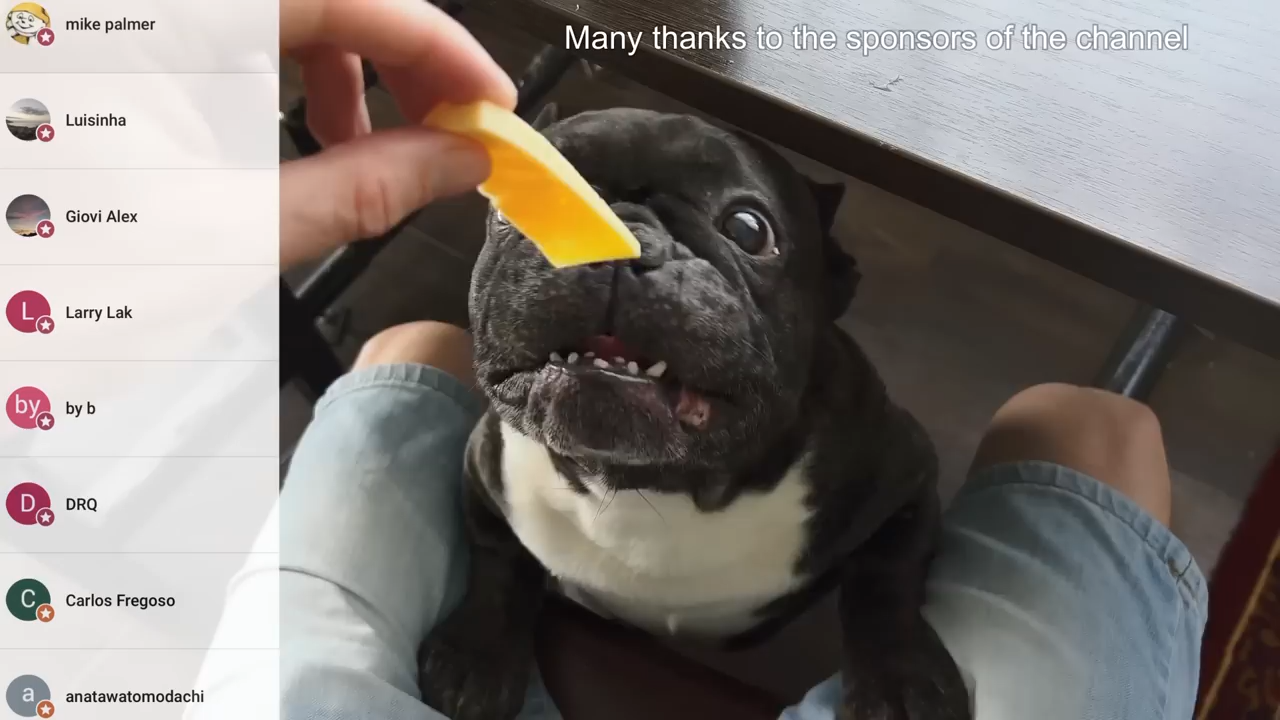 Many thanks to the sponsors of the channel
mike palmer
Luisinha
Giovi Alex
L Larry Lak
by by b
D DRQ
C Carlos Fregoso
a anatawatomodachi